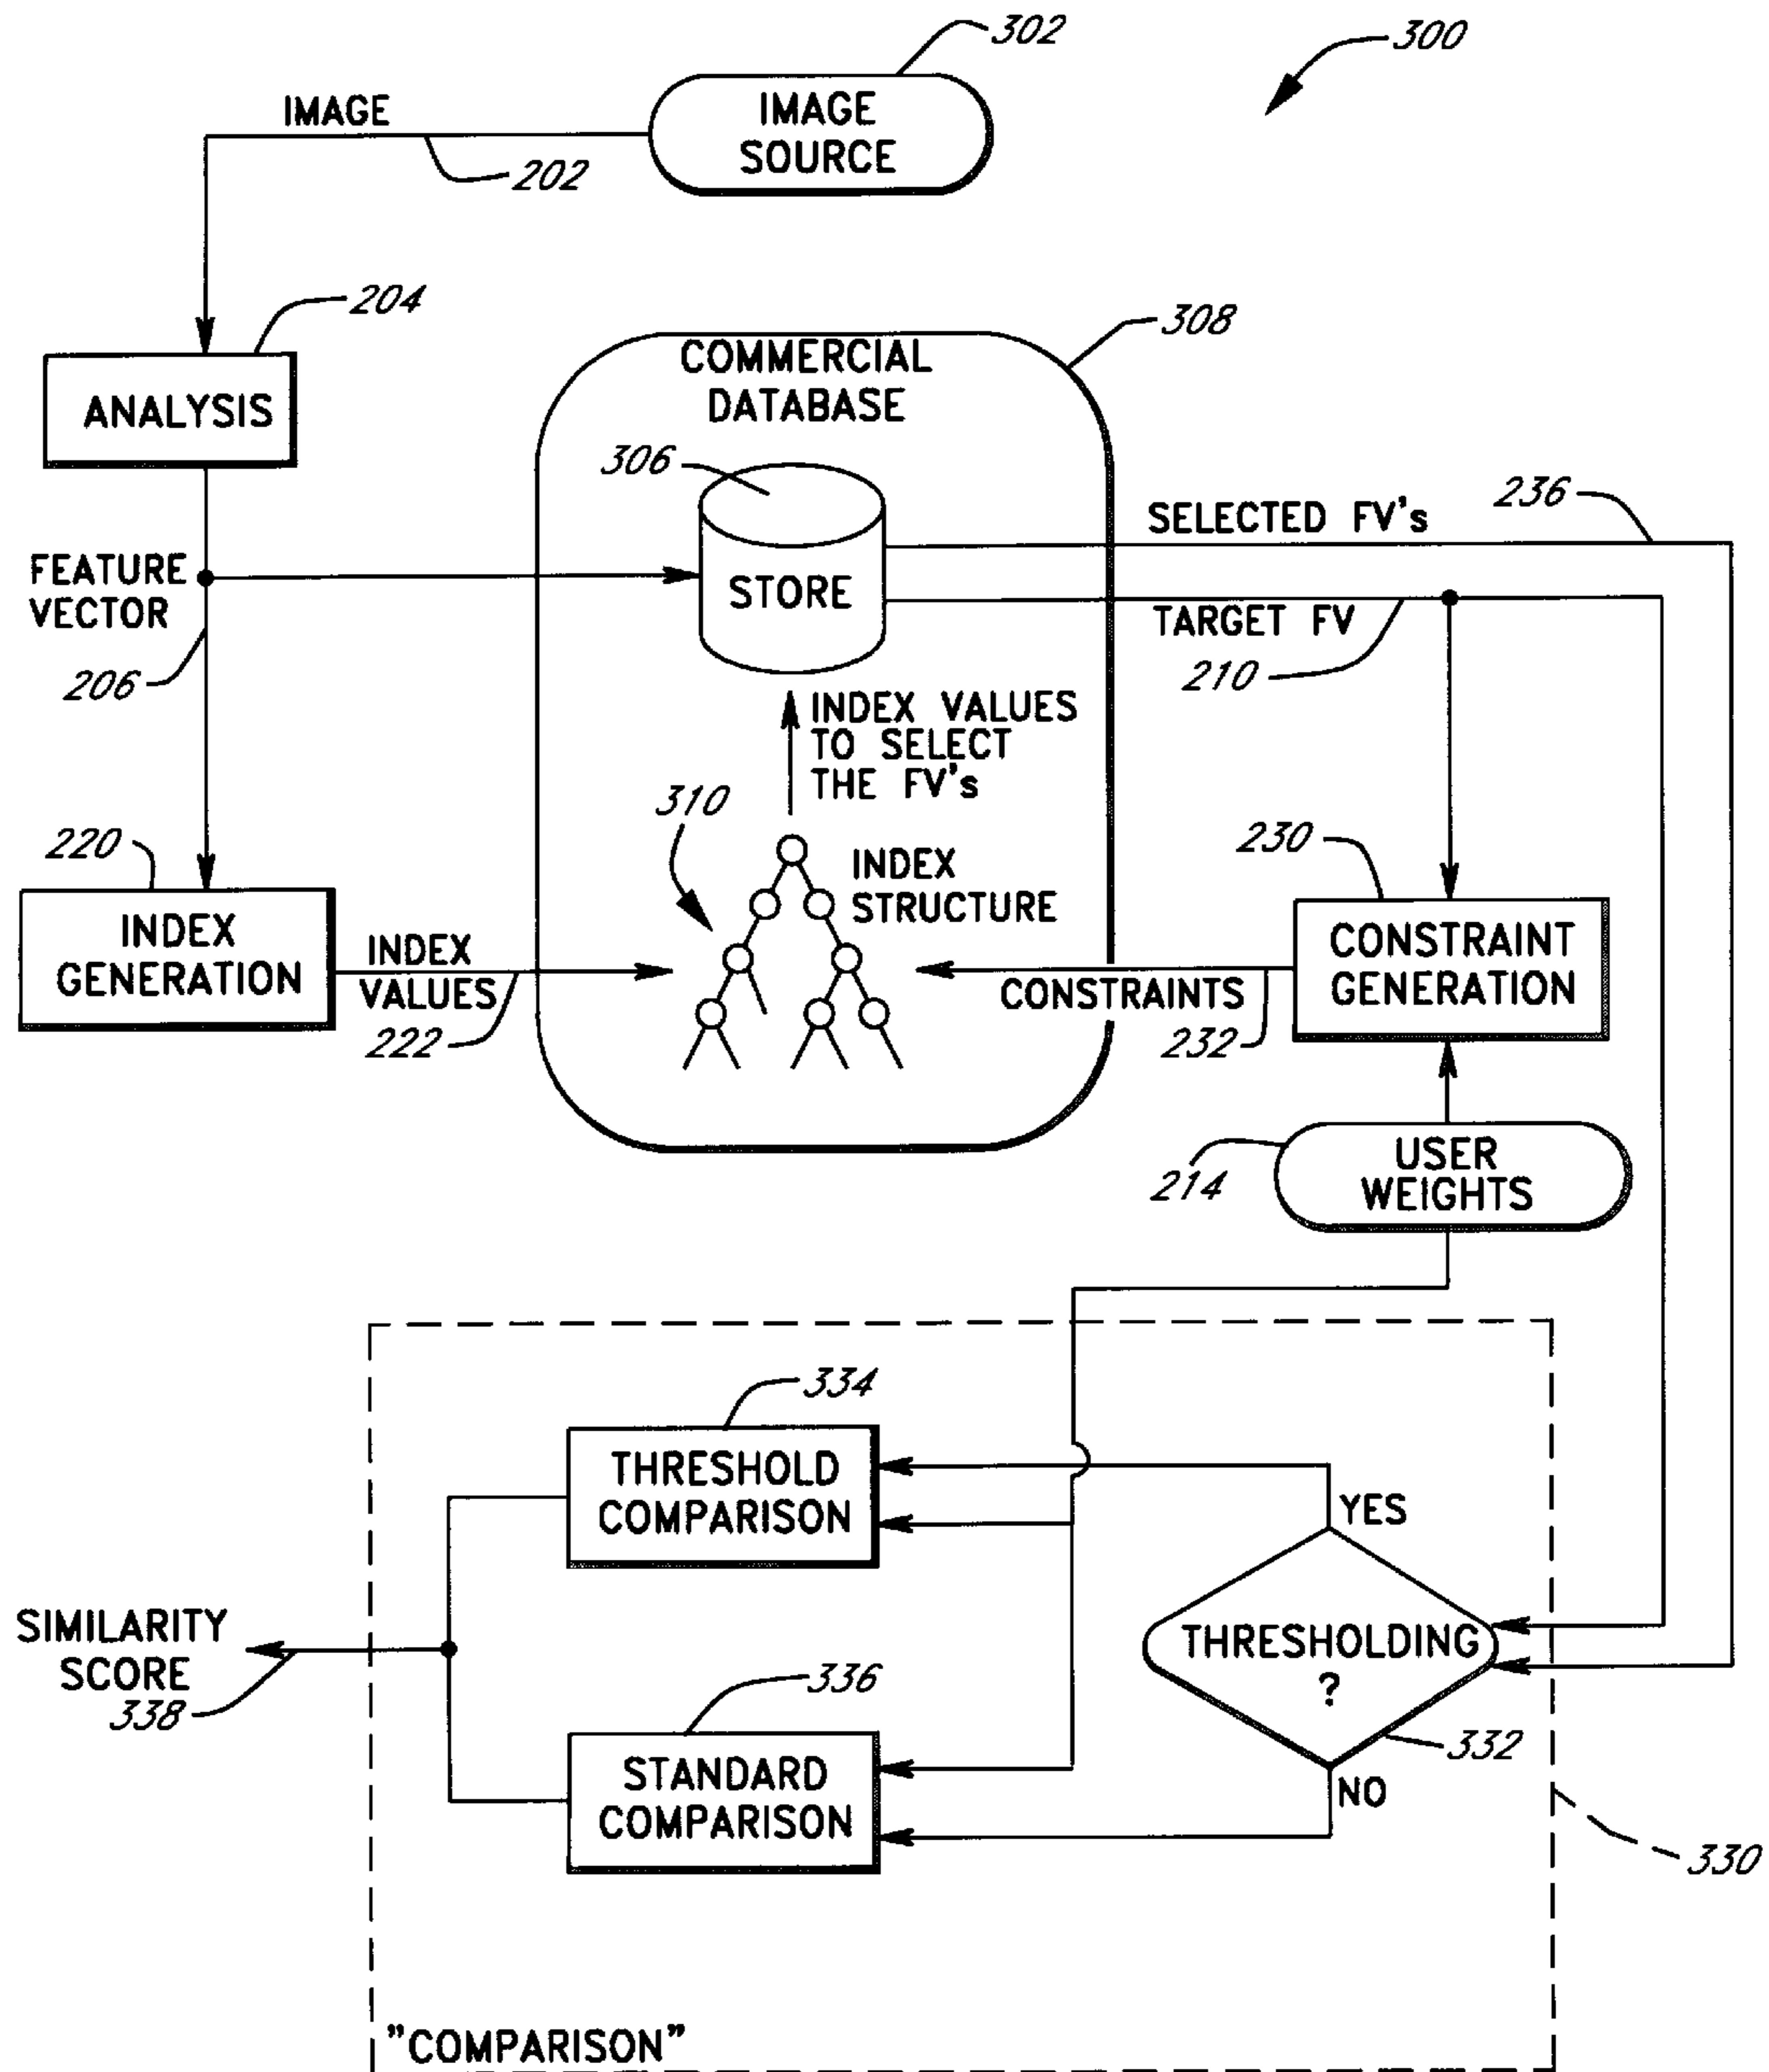 302
300
IMAGE
IMAGE
SOURCE
202
204
308
ANALYSIS
COMMERCIAL
DATABASE
306
236
SELECTED FV's
FEATURE
VECTOR
STORE
TARGET FV
206
210
INDEX VALUES
TO SELECT
THE FV's
310
220
230
INDEX
STRUCTURE
INDEX
GENERATION
INDEX
VALUES
222
CONSTRAINTS
232
CONSTRAINT
GENERATION
USER
WEIGHTS
214
334
THRESHOLD
COMPARISON
YES
THRESHOLDING
?
SIMILARITY
SCORE
338
336
332
STANDARD
COMPARISON
NO
330
"COMPARISON"